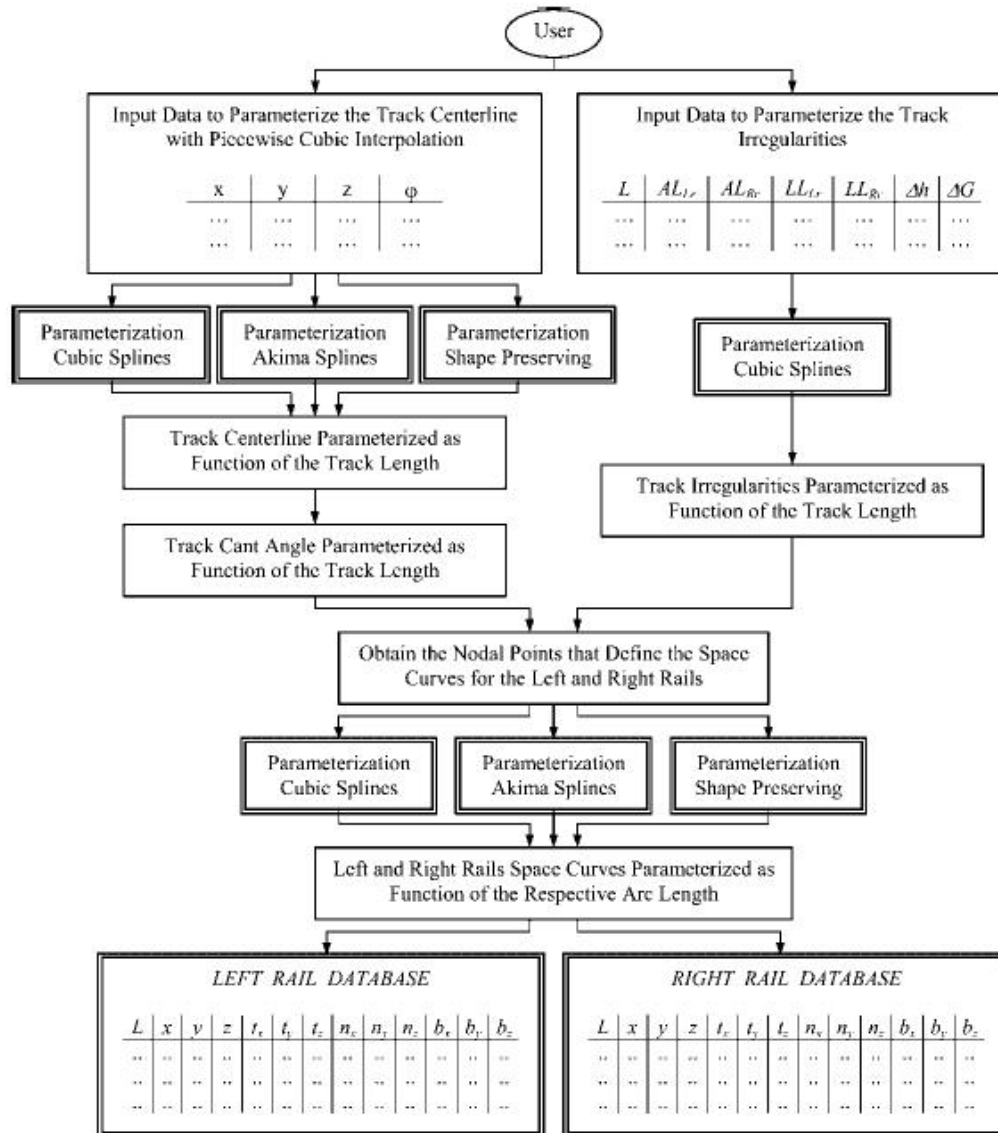 User
Input Data to Parameterize the Track Centerline
with Piecewise Cubic Interpolation
x y z φ
... ... ... ...
... ... ... ...
Input Data to Parameterize the Track
Irregularities
L AL_Lr AL_Rr LL_Lr LL_Rr Δh ΔG
... ... ... ... ... ... ...
... ... ... ... ... ... ...
Parameterization
Cubic Splines
Parameterization
Akima Splines
Parameterization
Shape Preserving
Parameterization
Cubic Splines
Track Centerline Parameterized as
Function of the Track Length
Track Irregularities Parameterized as
Function of the Track Length
Track Cant Angle Parameterized as
Function of the Track Length
Obtain the Nodal Points that Define the Space
Curves for the Left and Right Rails
Parameterization
Cubic Splines
Parameterization
Akima Splines
Parameterization
Shape Preserving
Left and Right Rails Space Curves Parameterized as
Function of the Respective Arc Length
LEFT RAIL DATABASE
L x y z t_x t_y t_z n_x n_y n_z b_x b_y b_z
.. .. .. .. .. .. .. .. .. .. .. .. ..
.. .. .. .. .. .. .. .. .. .. .. .. ..
.. .. .. .. .. .. .. .. .. .. .. .. ..
RIGHT RAIL DATABASE
L x y z t_x t_y t_z n_x n_y n_z b_x b_y b_z
.. .. .. .. .. .. .. .. .. .. .. .. ..
.. .. .. .. .. .. .. .. .. .. .. .. ..
.. .. .. .. .. .. .. .. .. .. .. .. ..